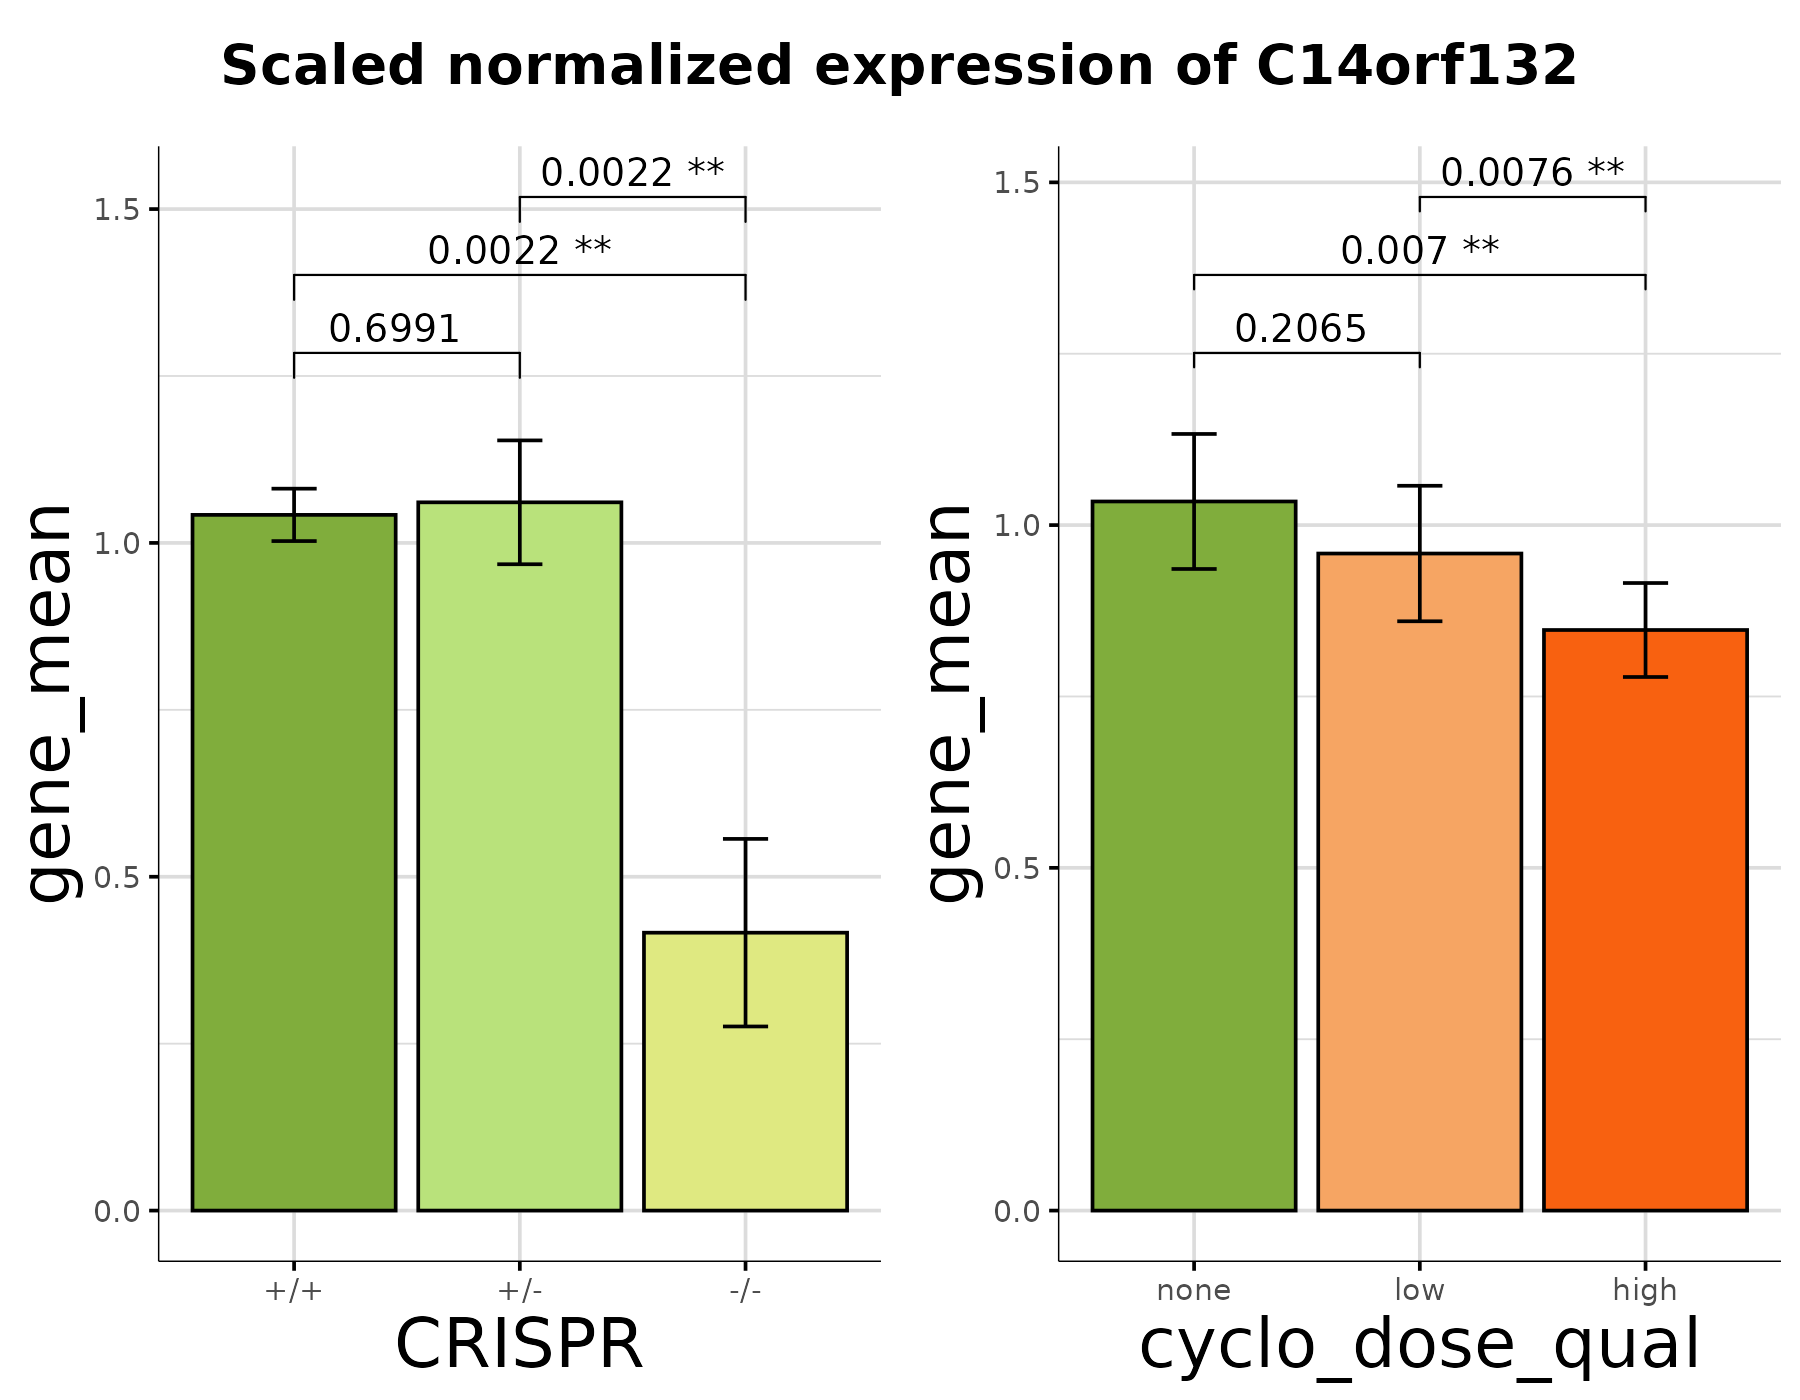 Scaled normalized expression of C14orf132
0.0022 **
0.0022 **
0.6991
1.5
1.0
0.5
0.0
gene_mean
+/+ +/- -/-
CRISPR
0.0076 **
0.007 **
0.2065
1.5
1.0
0.5
0.0
gene_mean
none low high
cyclo_dose_qual